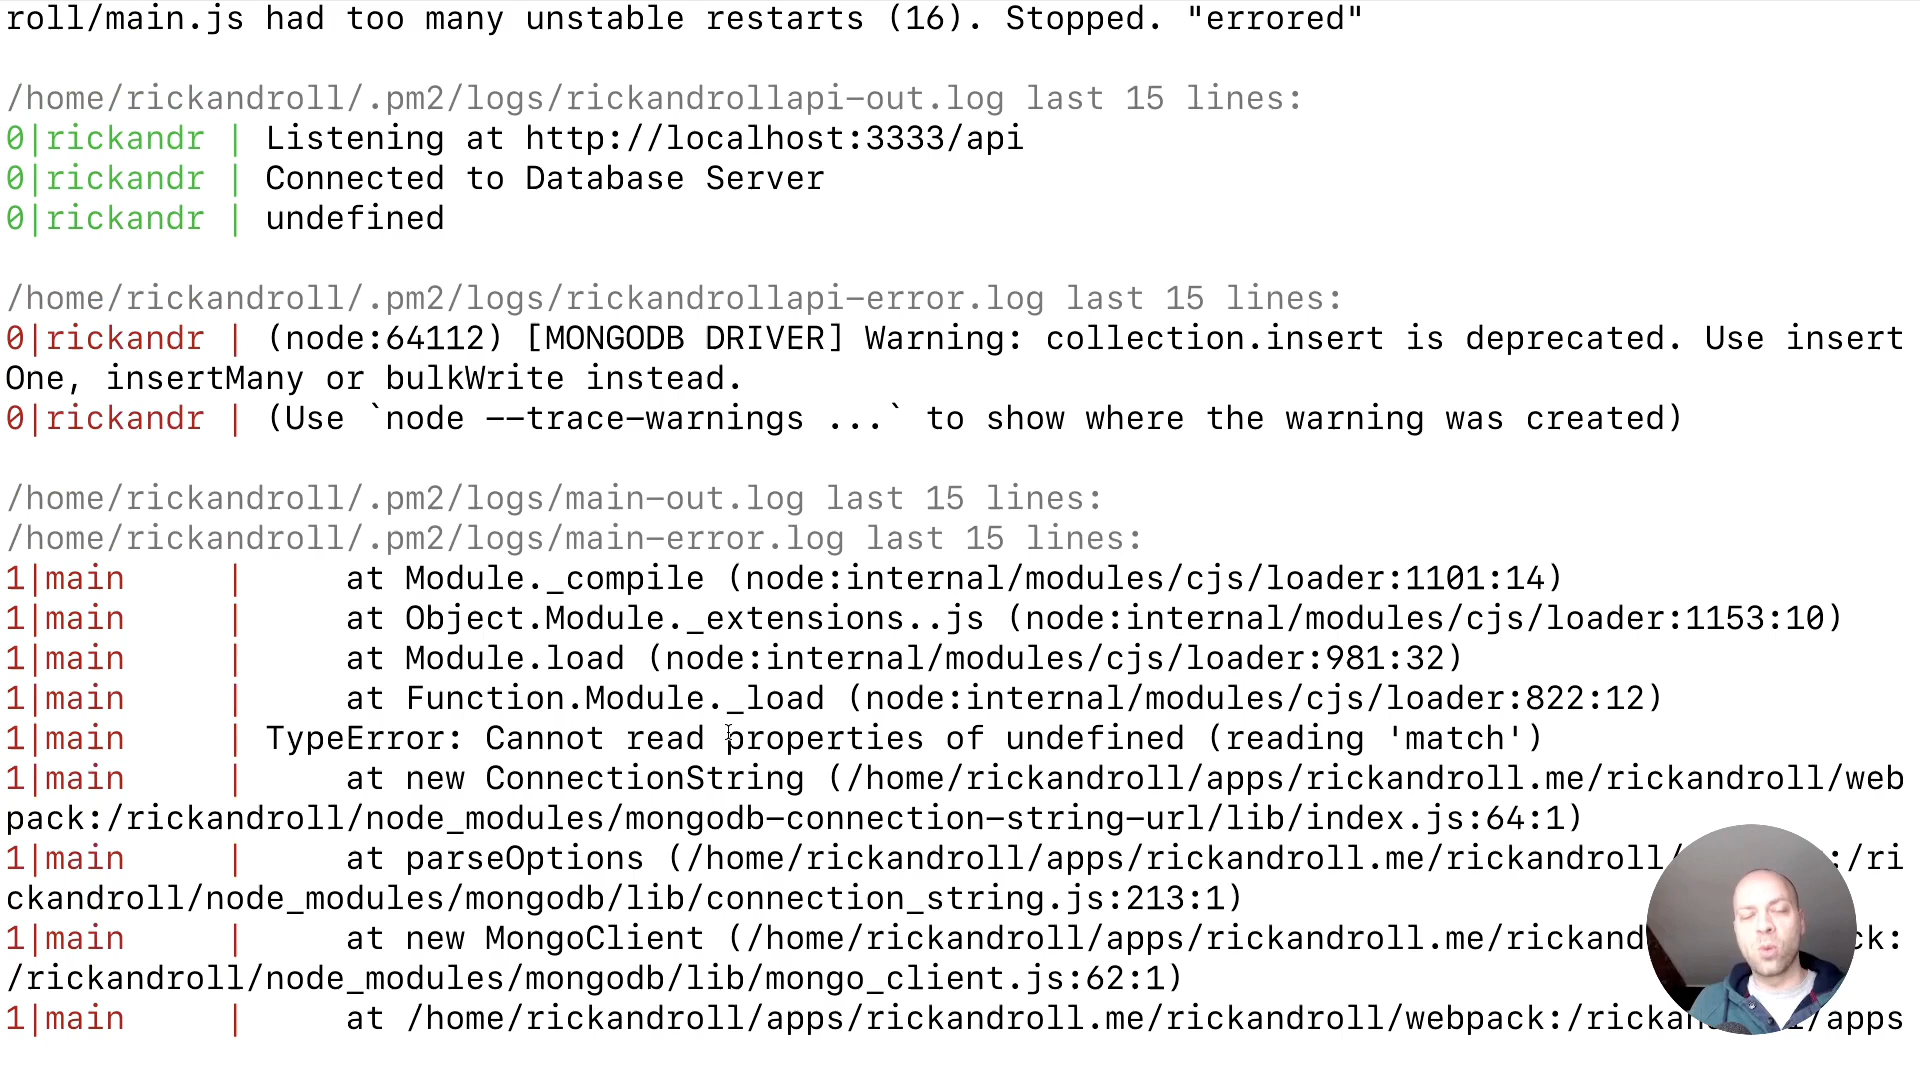 roll/main.js had too many unstable restarts (16). Stopped. "errored"
/home/rickandroll/.pm2/logs/rickandrollapi-out.log last 15 lines:
0|rickandr | Listening at http://localhost:3333/api
0|rickandr | Connected to Database Server
0|rickandr | undefined
/home/rickandroll/.pm2/logs/rickandrollapi-error.log last 15 lines:
0|rickandr | (node:64112) [MONGODB DRIVER] Warning: collection.insert is deprecated. Use insert
One, insertMany or bulkWrite instead.
0|rickandr | (Use `node --trace-warnings ...` to show where the warning was created)
/home/rickandroll/.pm2/logs/main-out.log last 15 lines:
/home/rickandroll/.pm2/logs/main-error.log last 15 lines:
1|main     |     at Module._compile (node:internal/modules/cjs/loader:1101:14)
1|main     |     at Object.Module._extensions..js (node:internal/modules/cjs/loader:1153:10)
1|main     |     at Module.load (node:internal/modules/cjs/loader:981:32)
1|main     |     at Function.Module._load (node:internal/modules/cjs/loader:822:12)
1|main     | TypeError: Cannot read properties of undefined (reading 'match')
1|main     |     at new ConnectionString (/home/rickandroll/apps/rickandroll.me/rickandroll/web
pack:/rickandroll/node_modules/mongodb-connection-string-url/lib/index.js:64:1)
1|main     |     at parseOptions (/home/rickandroll/apps/rickandroll.me/rickandroll/ :/ri
ckandroll/node_modules/mongodb/lib/connection_string.js:213:1)
1|main     |     at new MongoClient (/home/rickandroll/apps/rickandroll.me/rickand ck:
/rickandroll/node_modules/mongodb/lib/mongo_client.js:62:1)
1|main     |     at /home/rickandroll/apps/rickandroll.me/rickandroll/webpack:/ricka /apps